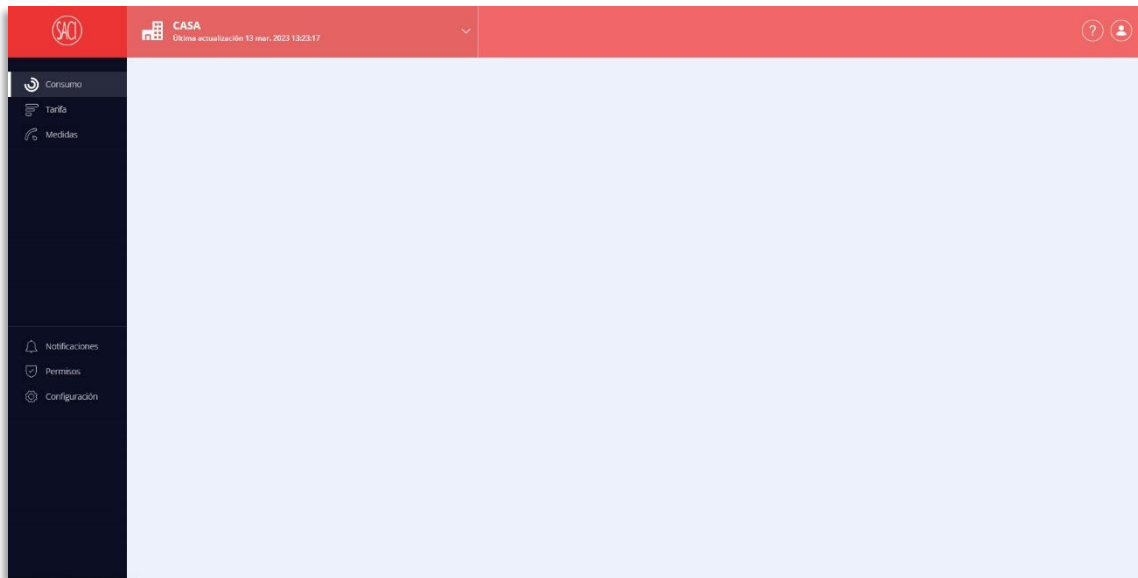 SACI
CASA
Última actualización 13 mar. 2023 13:23:17
?
Consumo
Tarifa
Medidas
Notificaciones
Permisos
Configuración